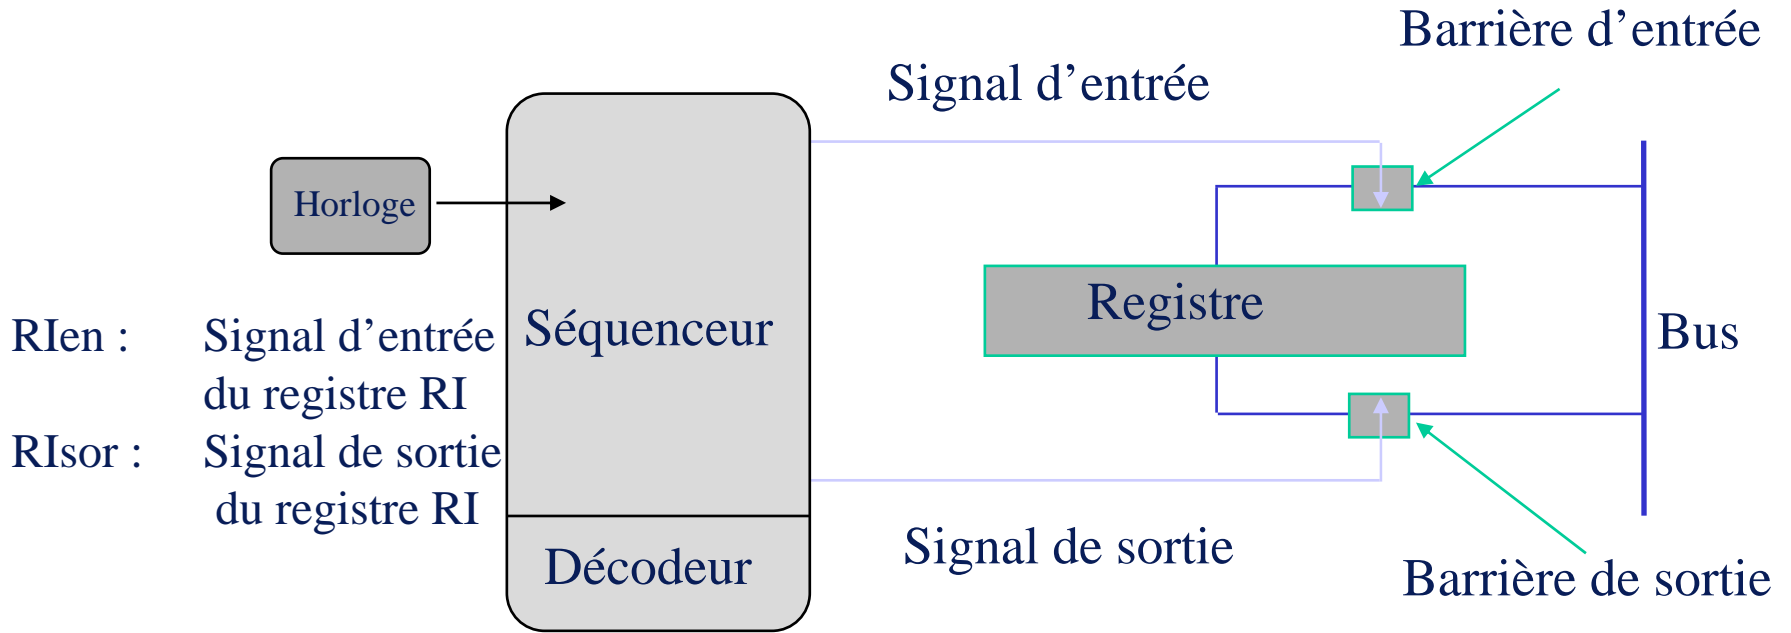 Barrière d’entrée
Signal d’entrée
Horloge
Registre
RIen : Signal d’entrée
du registre RI
RIsor : Signal de sortie
du registre RI
Séquenceur
Bus
Décodeur
Signal de sortie
Barrière de sortie